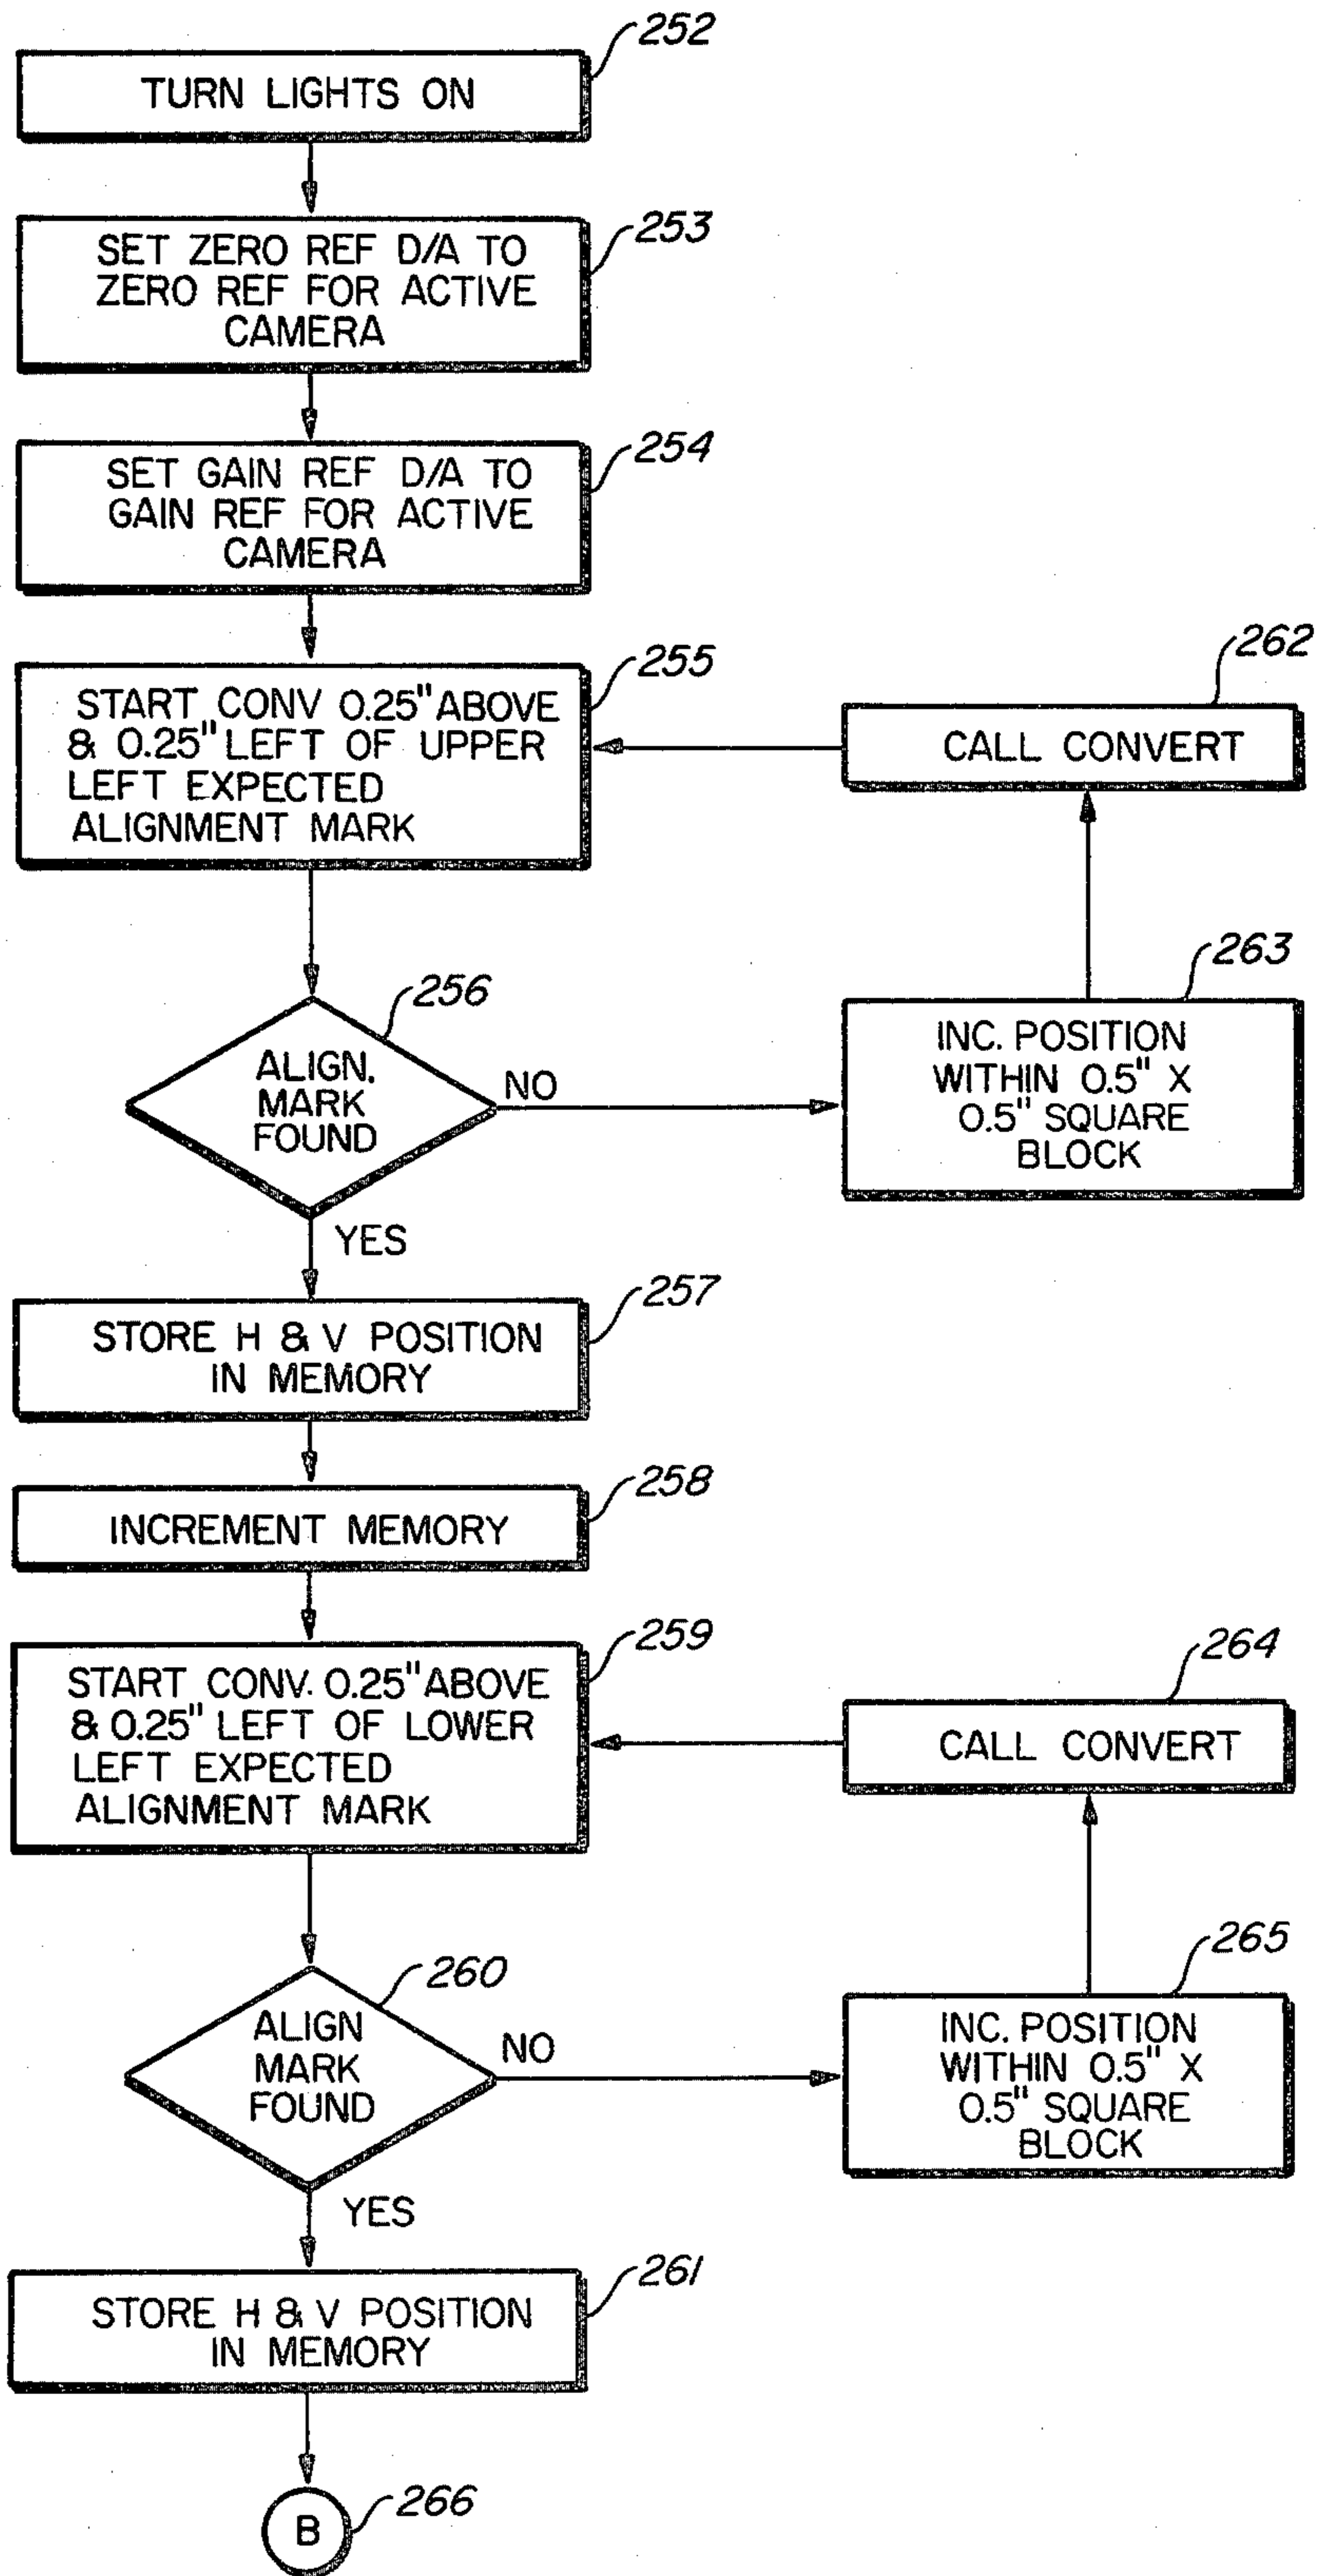 252
TURN LIGHTS ON
253
SET ZERO REF D/A TO
ZERO REF FOR ACTIVE
CAMERA
254
SET GAIN REF D/A TO
GAIN REF FOR ACTIVE
CAMERA
255
START CONV 0.25" ABOVE
& 0.25" LEFT OF UPPER
LEFT EXPECTED
ALIGNMENT MARK
262
CALL CONVERT
256
ALIGN.
MARK
FOUND
NO
263
INC. POSITION
WITHIN 0.5" X
0.5" SQUARE
BLOCK
YES
257
STORE H & V POSITION
IN MEMORY
258
INCREMENT MEMORY
259
START CONV. 0.25" ABOVE
& 0.25" LEFT OF LOWER
LEFT EXPECTED
ALIGNMENT MARK
264
CALL CONVERT
260
ALIGN
MARK
FOUND
NO
265
INC. POSITION
WITHIN 0.5" X
0.5" SQUARE
BLOCK
YES
261
STORE H & V POSITION
IN MEMORY
B
266